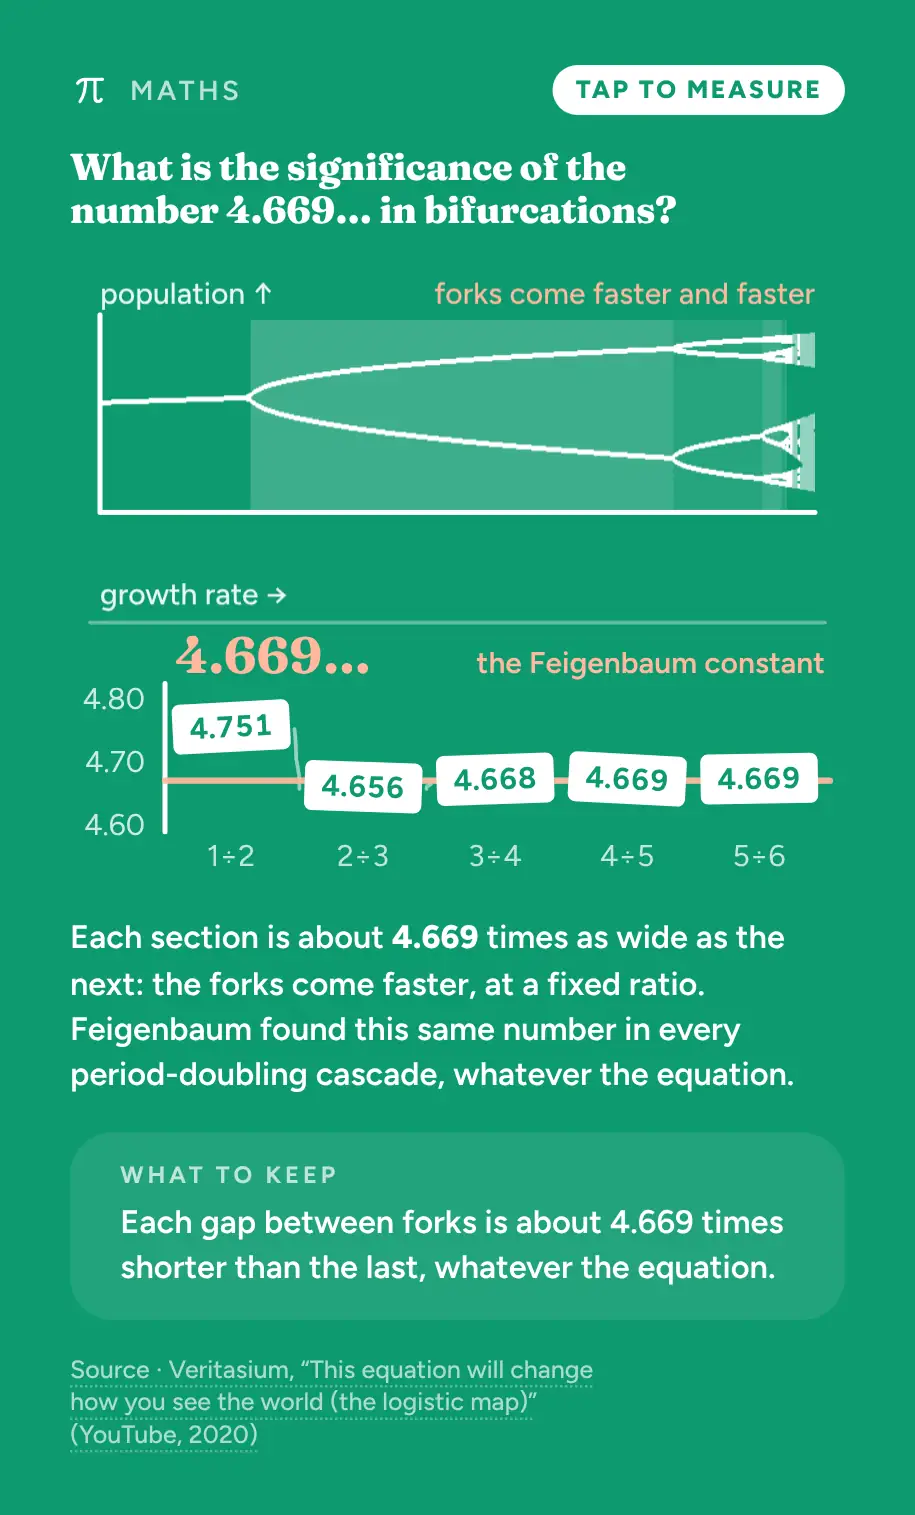 π MATHS
TAP TO MEASURE
What is the significance of the
number 4.669... in bifurcations?
population ↑
forks come faster and faster
growth rate →
4.669...
the Feigenbaum constant
4.80
4.70
4.60
4.751
4.656
4.668
4.669
4.669
1÷2
2÷3
3÷4
4÷5
5÷6
Each section is about 4.669 times as wide as the
next: the forks come faster, at a fixed ratio.
Feigenbaum found this same number in every
period-doubling cascade, whatever the equation.
WHAT TO KEEP
Each gap between forks is about 4.669 times
shorter than the last, whatever the equation.
Source · Veritasium, “This equation will change
how you see the world (the logistic map)”
(YouTube, 2020)